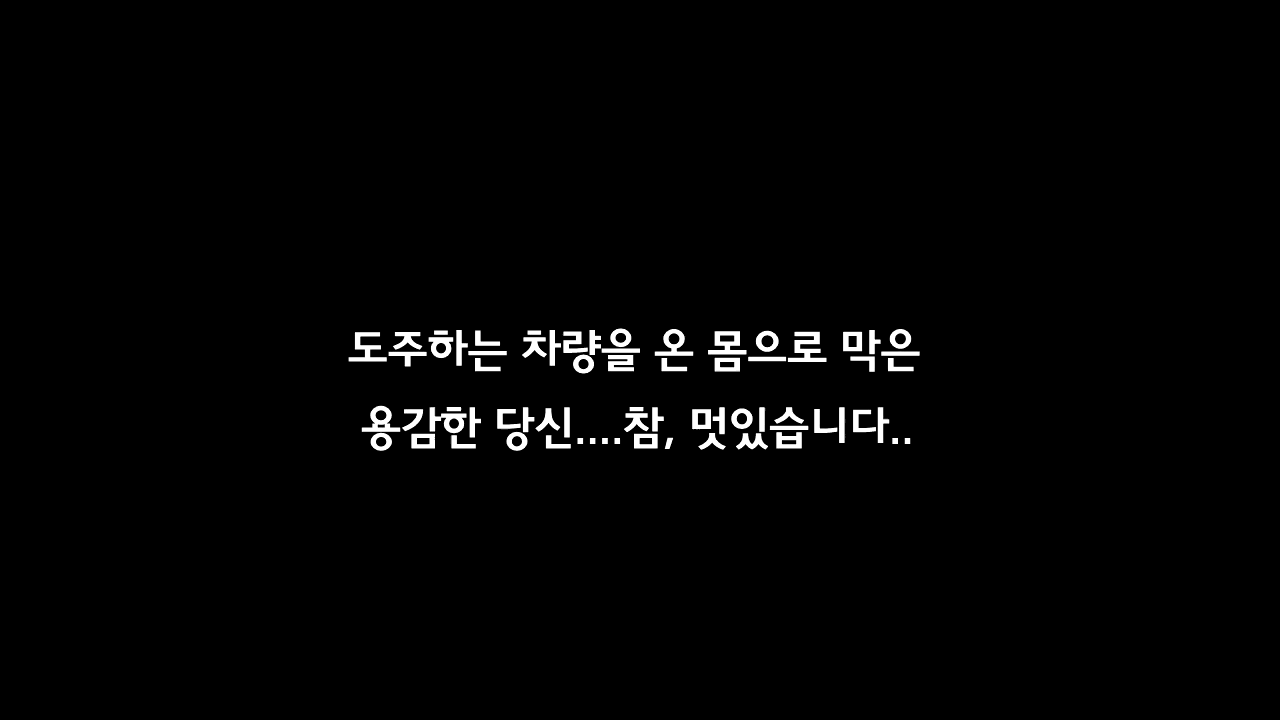 도주하는 차량을 온 몸으로 막은
용감한 당신....참, 멋있습니다..